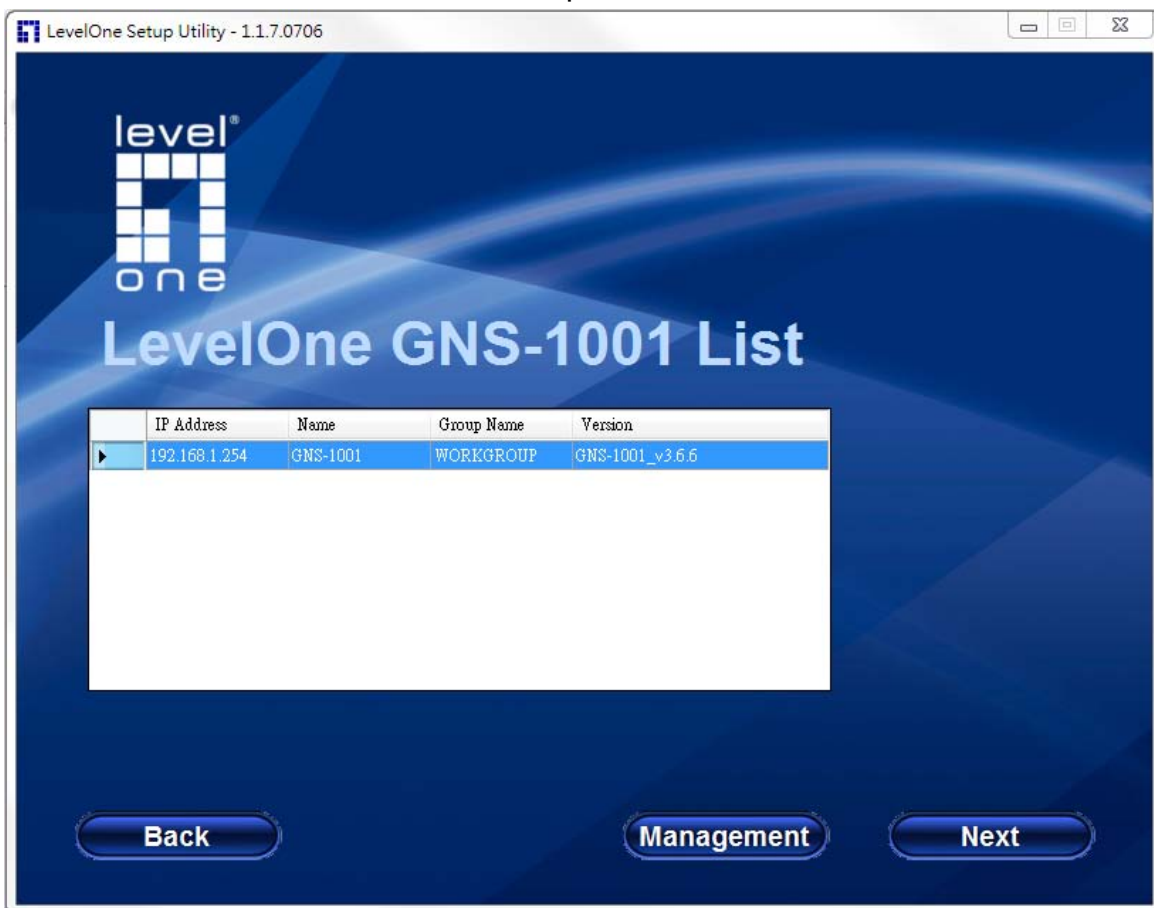 LevelOne Setup Utility - 1.1.7.0706
level®
one
LevelOne GNS-1001 List
IP Address Name Group Name Version
192.168.1.254 GNS-1001 WORKGROUP GNS-1001_v3.6.6
Back Management Next